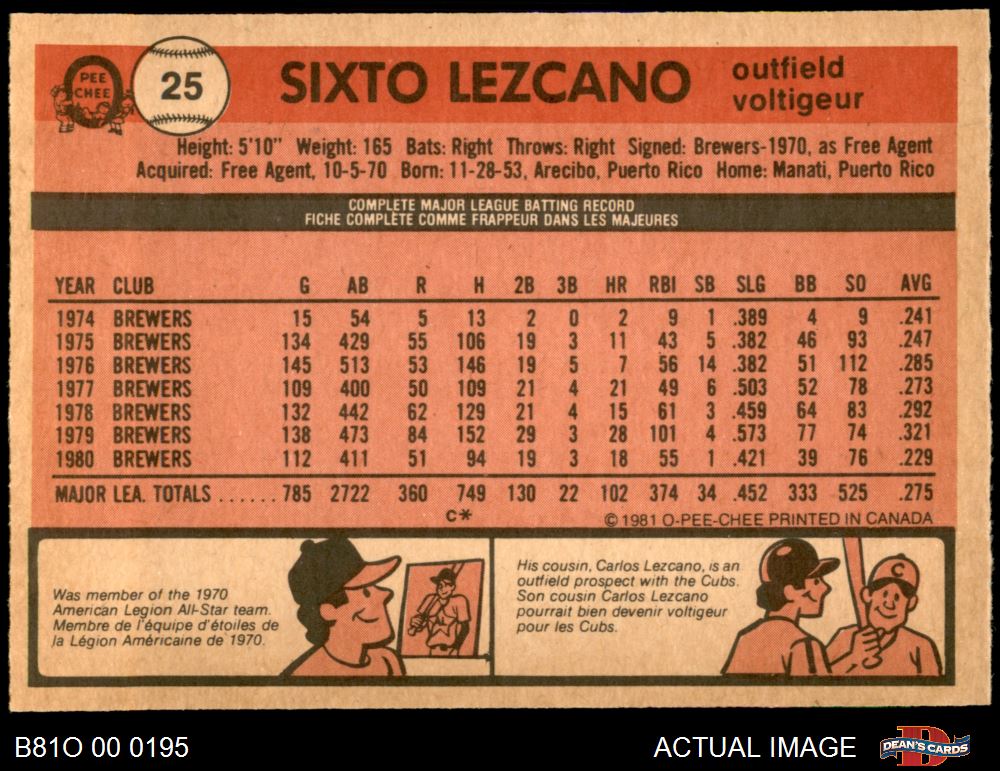 PEE
CHEE
25
SIXTO LEZCANO
outfield
voltigeur
Height: 5'10" Weight: 165 Bats: Right Throws: Right Signed: Brewers-1970, as Free Agent
Acquired: Free Agent, 10-5-70 Born: 11-28-53, Arecibo, Puerto Rico Home: Manati, Puerto Rico
COMPLETE MAJOR LEAGUE BATTING RECORD
FICHE COMPLÈTE COMME FRAPPEUR DANS LES MAJEURES
YEAR CLUB G AB R H 2B 3B HR RBI SB SLG BB SO AVG
1974 BREWERS 15 54 5 13 2 0 2 9 1 .389 4 9 .241
1975 BREWERS 134 429 55 106 19 3 11 43 5 .382 46 93 .247
1976 BREWERS 145 513 53 146 19 5 7 56 14 .382 51 112 .285
1977 BREWERS 109 400 50 109 21 4 21 49 6 .503 52 78 .273
1978 BREWERS 132 442 62 129 21 4 15 61 3 .459 64 83 .292
1979 BREWERS 138 473 84 152 29 3 28 101 4 .573 77 74 .321
1980 BREWERS 112 411 51 94 19 3 18 55 1 .421 39 76 .229
MAJOR LEA. TOTALS ...... 785 2722 360 749 130 22 102 374 34 .452 333 525 .275
C*
© 1981 O-PEE-CHEE PRINTED IN CANADA
Was member of the 1970
American Legion All-Star team.
Membre de l'équipe d'étoiles de
la Légion Américaine de 1970.
His cousin, Carlos Lezcano, is an
outfield prospect with the Cubs.
Son cousin Carlos Lezcano
pourrait bien devenir voltigeur
pour les Cubs.
C
B81O 00 0195
ACTUAL IMAGE
DEAN'S CARDS